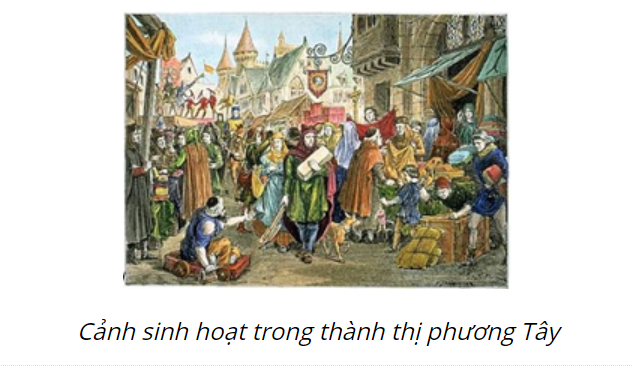 Cảnh sinh hoạt trong thành thị phương Tây